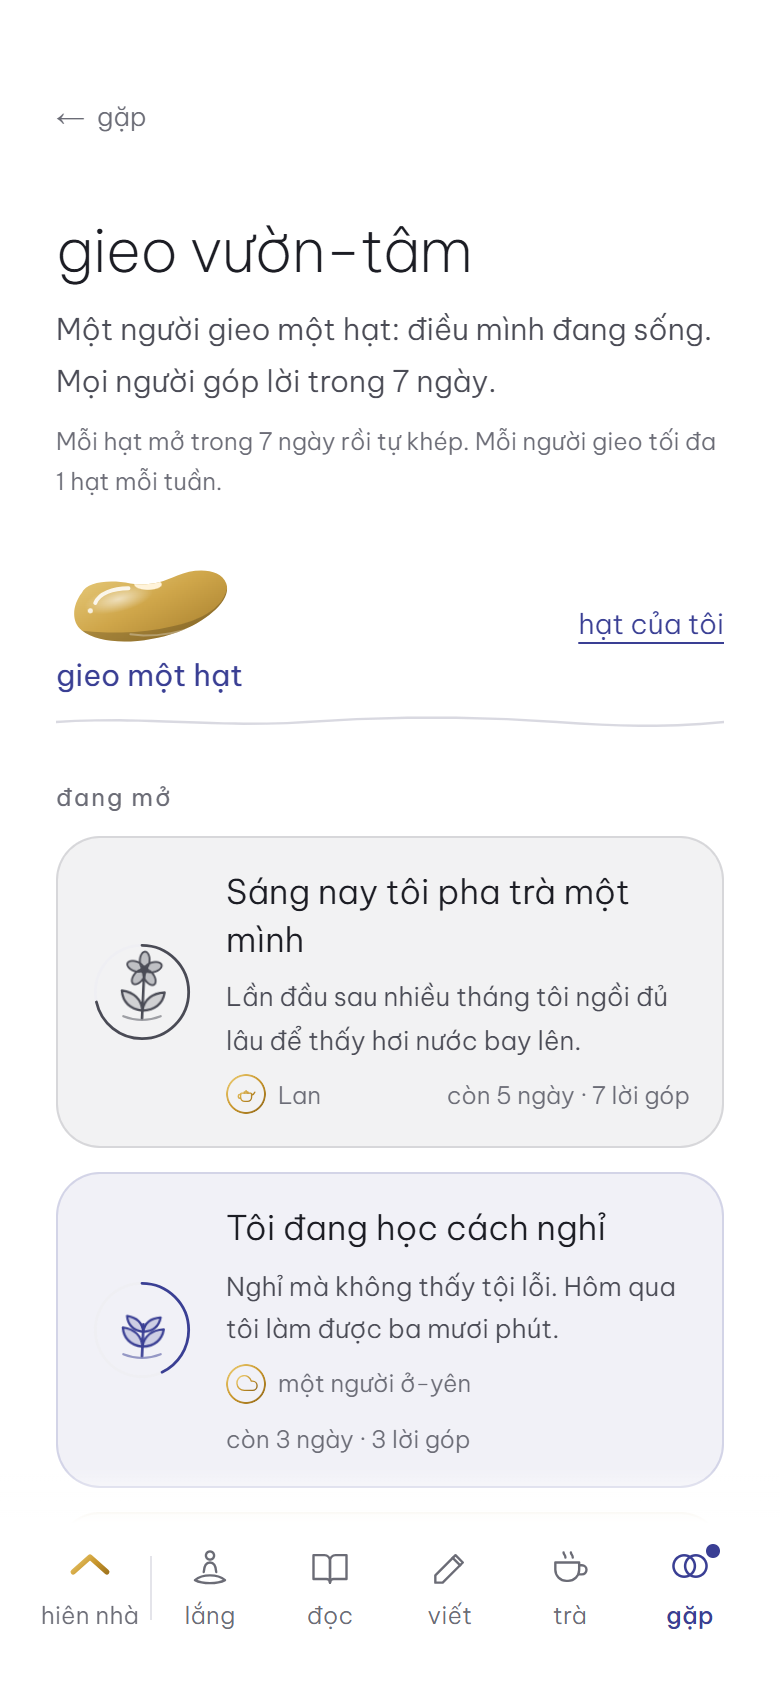 ← gặp
gieo vườn-tâm
Một người gieo một hạt: điều mình đang sống.
Mọi người góp lời trong 7 ngày.
Mỗi hạt mở trong 7 ngày rồi tự khép. Mỗi người gieo tối đa
1 hạt mỗi tuần.
gieo một hạt
hạt của tôi
đang mở
Sáng nay tôi pha trà một
mình
Lần đầu sau nhiều tháng tôi ngồi đủ
lâu để thấy hơi nước bay lên.
Lan
còn 5 ngày · 7 lời góp
Tôi đang học cách nghỉ
Nghỉ mà không thấy tội lỗi. Hôm qua
tôi làm được ba mươi phút.
một người ở-yên
còn 3 ngày · 3 lời góp
hiên nhà
lắng
đọc
viết
trà
gặp